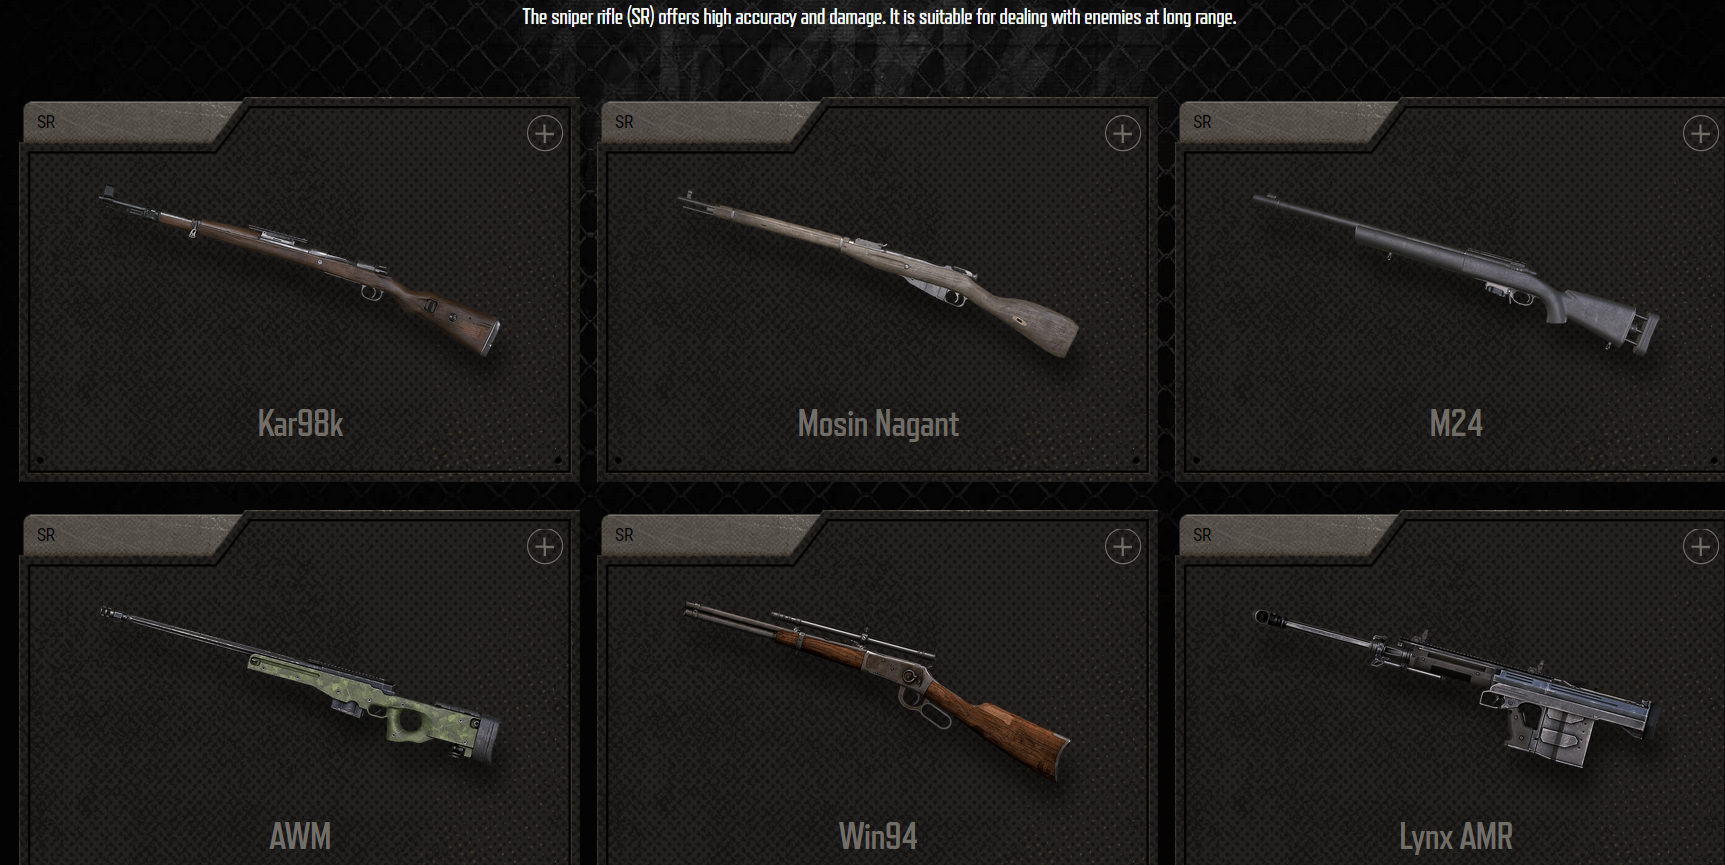 The sniper rifle (SR) offers high accuracy and damage. It is suitable for dealing with enemies at long range.
SR
SR
SR
Kar98k
Mosin Nagant
M24
SR
SR
SR
AWM
Win94
Lynx AMR